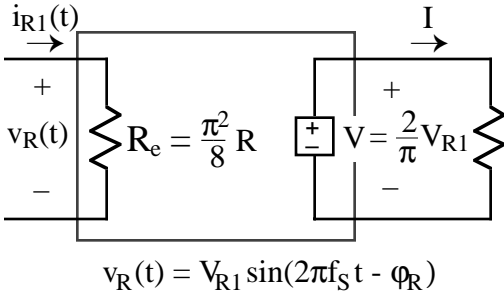 i_R1(t) I
+ +
v_R(t) R_e = π²/8 R + − V = 2/π V_R1
− −
v_R(t) = V_R1 sin(2πf_S t - φ_R)